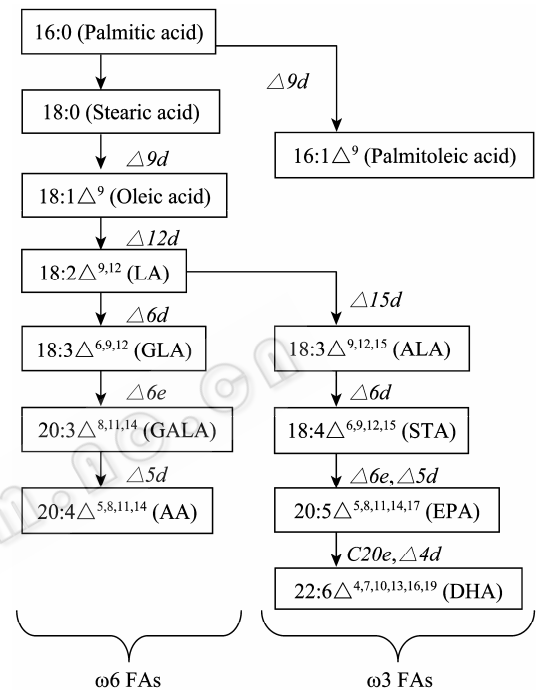 16:0 (Palmitic acid)
△9d
18:0 (Stearic acid)
16:1△⁹ (Palmitoleic acid)
△9d
18:1△⁹ (Oleic acid)
△12d
18:2△⁹,¹² (LA)
△15d
△6d
18:3△⁶,⁹,¹² (GLA)
18:3△⁹,¹²,¹⁵ (ALA)
△6e
△6d
20:3△⁸,¹¹,¹⁴ (GALA)
18:4△⁶,⁹,¹²,¹⁵ (STA)
△5d
△6e,△5d
20:4△⁵,⁸,¹¹,¹⁴ (AA)
20:5△⁵,⁸,¹¹,¹⁴,¹⁷ (EPA)
C20e,△4d
22:6△⁴,⁷,¹⁰,¹³,¹⁶,¹⁹ (DHA)
ω6 FAs
ω3 FAs